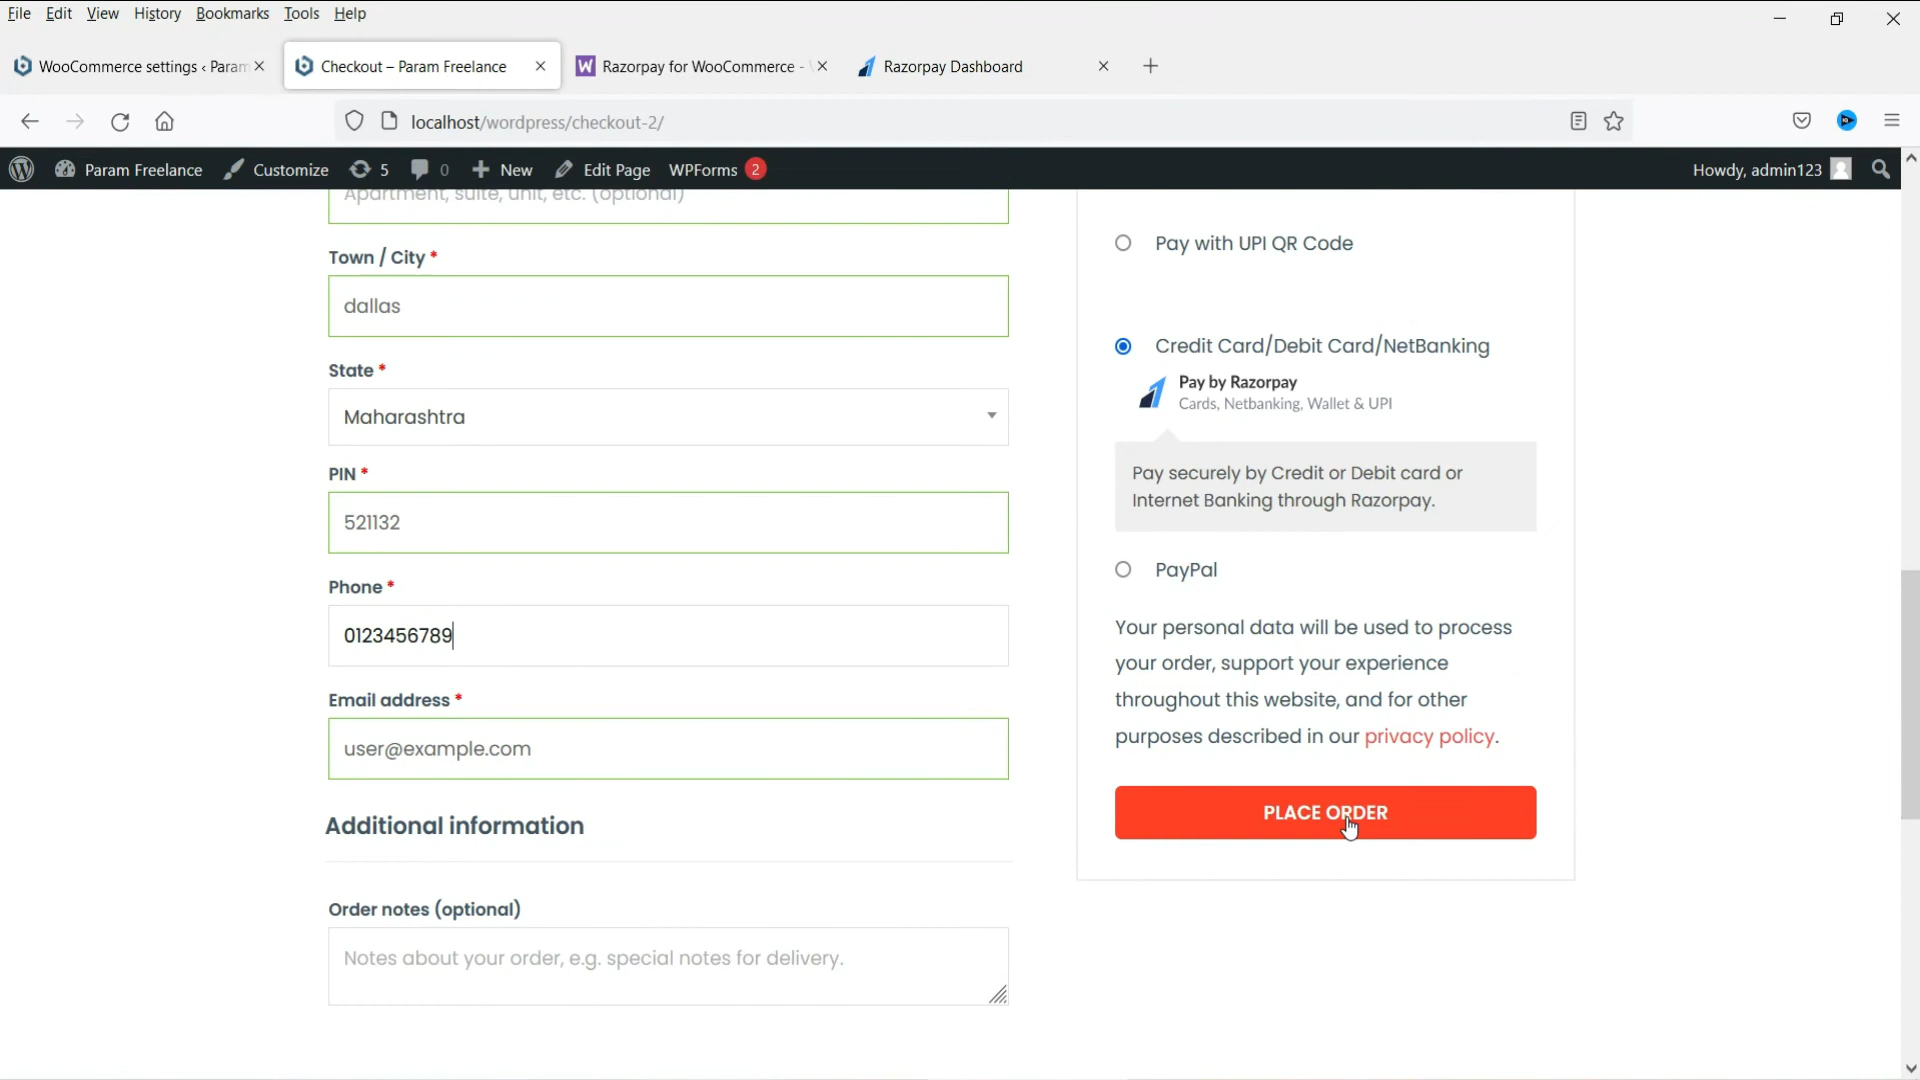 File Edit View History Bookmarks Tools Help
WooCommerce settings ‹ Param
Checkout – Param Freelance
Razorpay for WooCommerce -
Razorpay Dashboard
localhost/wordpress/checkout-2/
Param Freelance Customize 5 0 New Edit Page WPForms 2 Howdy, admin123
Apartment, suite, unit, etc. (optional)
Town / City *
dallas
State *
Maharashtra
PIN *
521132
Phone *
0123456789
Email address *
user@example.com
Additional information
Order notes (optional)
Notes about your order, e.g. special notes for delivery.
Pay with UPI QR Code
Credit Card/Debit Card/NetBanking
Pay by Razorpay
Cards, Netbanking, Wallet & UPI
Pay securely by Credit or Debit card or
Internet Banking through Razorpay.
PayPal
Your personal data will be used to process
your order, support your experience
throughout this website, and for other
purposes described in our privacy policy.
PLACE ORDER